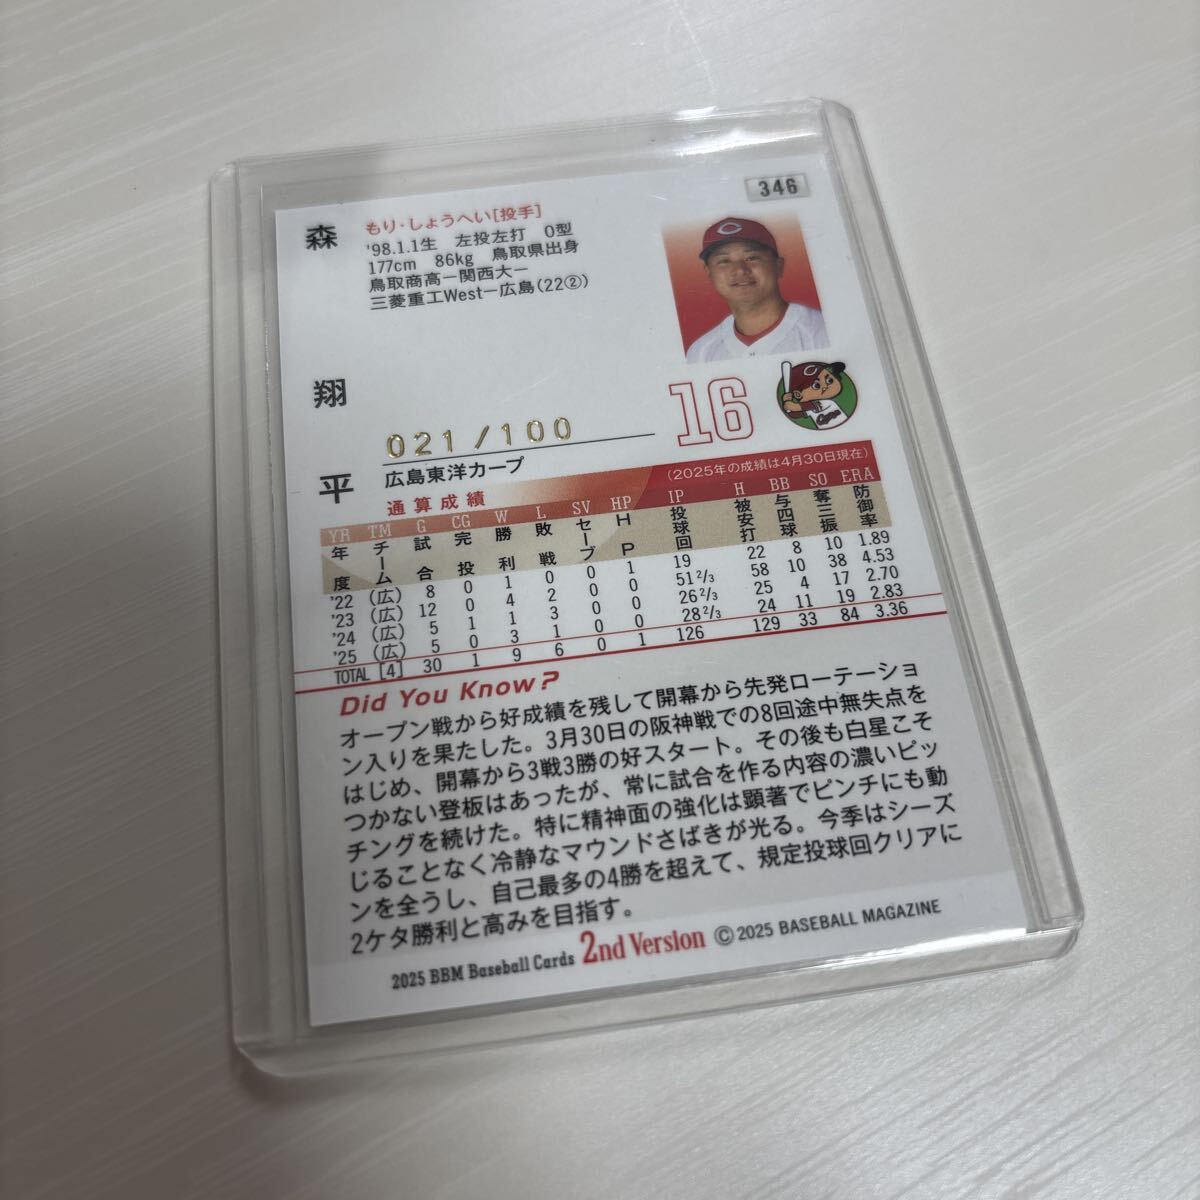 346
森 翔 平
もり・しょうへい[投手]
'98.1.1生 左投左打 O型
177cm 86kg 鳥取県出身
鳥取商高ー関西大ー
三菱重工Westー広島(22②)
C
16
021/100
広島東洋カープ
通算成績 (2025年の成績は4月30日現在)
YR TM G CG W L SV HP IP H BB SO ERA
年度 チーム 試合 完投 勝利 敗戦 セーブ HP 投球回 被安打 与四球 奪三振 防御率
'22 (広) 8 0 1 0 0 1 19 22 8 10 1.89
'23 (広) 12 0 4 2 0 0 51 2/3 58 10 38 4.53
'24 (広) 5 1 1 3 0 0 26 2/3 25 4 17 2.70
'25 (広) 5 0 3 1 0 0 28 2/3 24 11 19 2.83
TOTAL [4] 30 1 9 6 0 1 126 129 33 84 3.36
Did You Know?
オープン戦から好成績を残して開幕から先発ローテーショ
ン入りを果たした。3月30日の阪神戦での8回途中無失点を
はじめ、開幕から3戦3勝の好スタート。その後も白星こそ
つかない登板はあったが、常に試合を作る内容の濃いピッ
チングを続けた。特に精神面の強化は顕著でピンチにも動
じることなく冷静なマウンドさばきが光る。今季はシーズ
ンを全うし、自己最多の4勝を超えて、規定投球回クリアに
2ケタ勝利と高みを目指す。
2025 BBM Baseball Cards 2nd Version © 2025 BASEBALL MAGAZINE